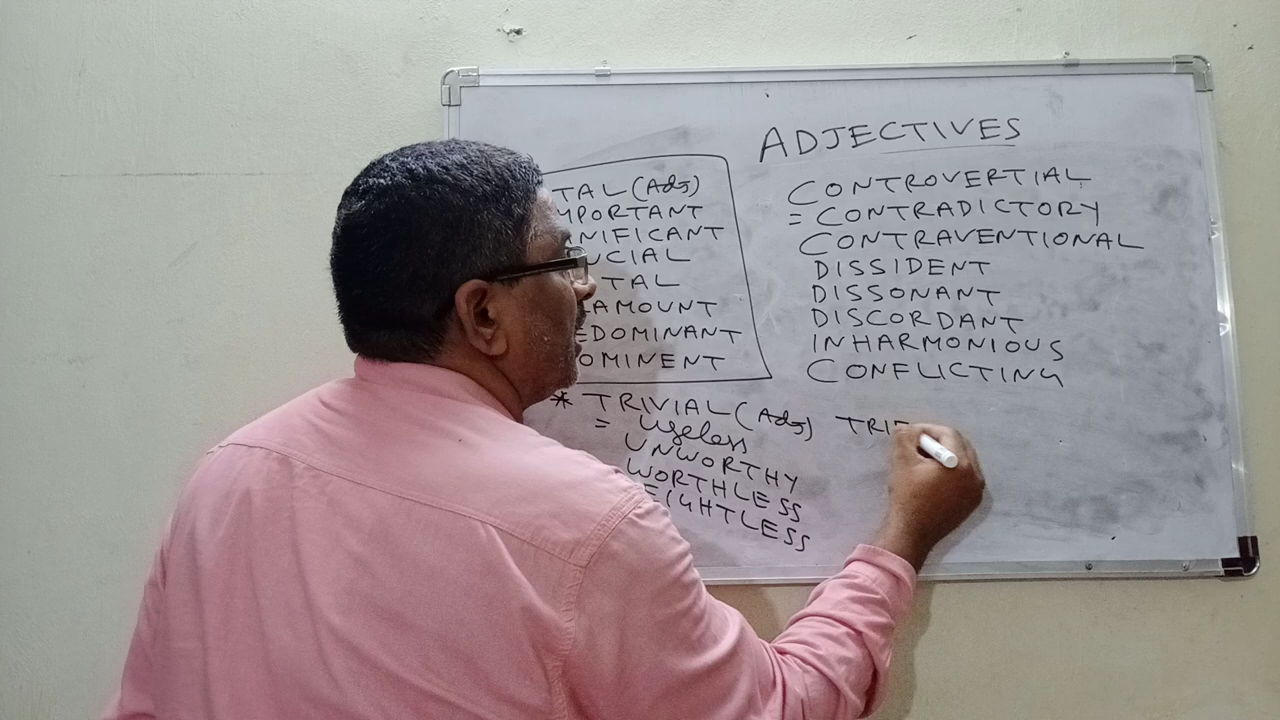 ADJECTIVES
TAL (Adj)
MPORTANT
NIFICANT
UCIAL
TAL
AMOUNT
EDOMINANT
OMINENT
CONTROVERTIAL
= CONTRADICTORY
CONTRAVENTIONAL
DISSIDENT
DISSONANT
DISCORDANT
INHARMONIOUS
CONFLICTING
* TRIVIAL (Adj) TRI
= Useless
UNWORTHY
WORTHLESS
EIGHTLESS